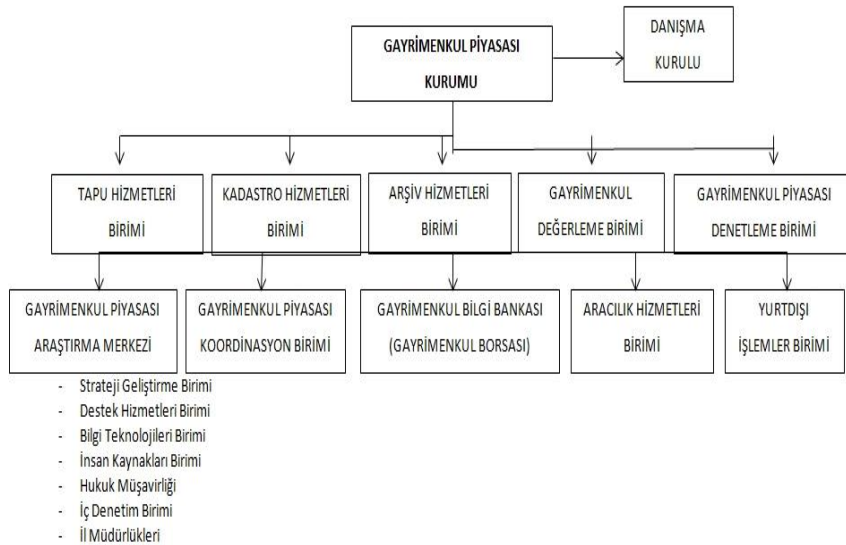 GAYRİMENKUL PİYASASI
KURUMU
DANIŞMA
KURULU
TAPU HİZMETLERİ
BİRİMİ
KADASTRO HİZMETLERİ
BİRİMİ
ARŞİV HİZMETLERİ
BİRİMİ
GAYRİMENKUL
DEĞERLEME BİRİMİ
GAYRİMENKUL PİYASASI
DENETLEME BİRİMİ
GAYRİMENKUL PİYASASI
ARAŞTIRMA MERKEZİ
GAYRİMENKUL PİYASASI
KOORDİNASYON BİRİMİ
GAYRİMENKUL BİLGİ BANKASI
(GAYRİMENKUL BORSASI)
ARACILIK HİZMETLERİ
BİRİMİ
YURTDIŞI
İŞLEMLER BİRİMİ
- Strateji Geliştirme Birimi
- Destek Hizmetleri Birimi
- Bilgi Teknolojileri Birimi
- İnsan Kaynakları Birimi
- Hukuk Müşavirliği
- İç Denetim Birimi
- İl Müdürlükleri